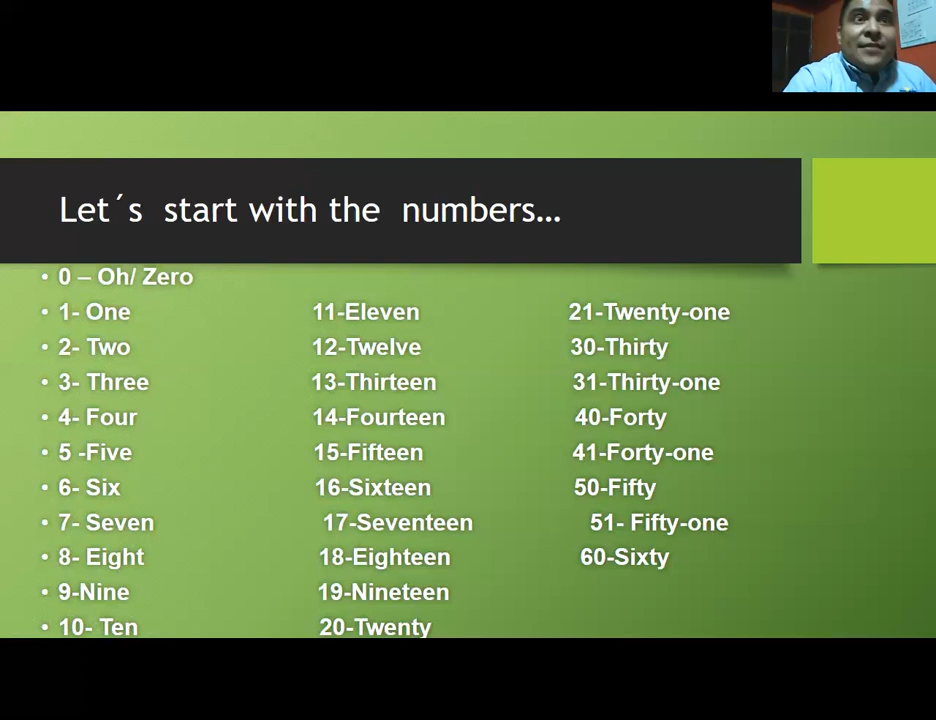 Let´s start with the numbers...
• 0 – Oh/ Zero
• 1- One 11-Eleven 21-Twenty-one
• 2- Two 12-Twelve 30-Thirty
• 3- Three 13-Thirteen 31-Thirty-one
• 4- Four 14-Fourteen 40-Forty
• 5 -Five 15-Fifteen 41-Forty-one
• 6- Six 16-Sixteen 50-Fifty
• 7- Seven 17-Seventeen 51- Fifty-one
• 8- Eight 18-Eighteen 60-Sixty
• 9-Nine 19-Nineteen
• 10- Ten 20-Twenty